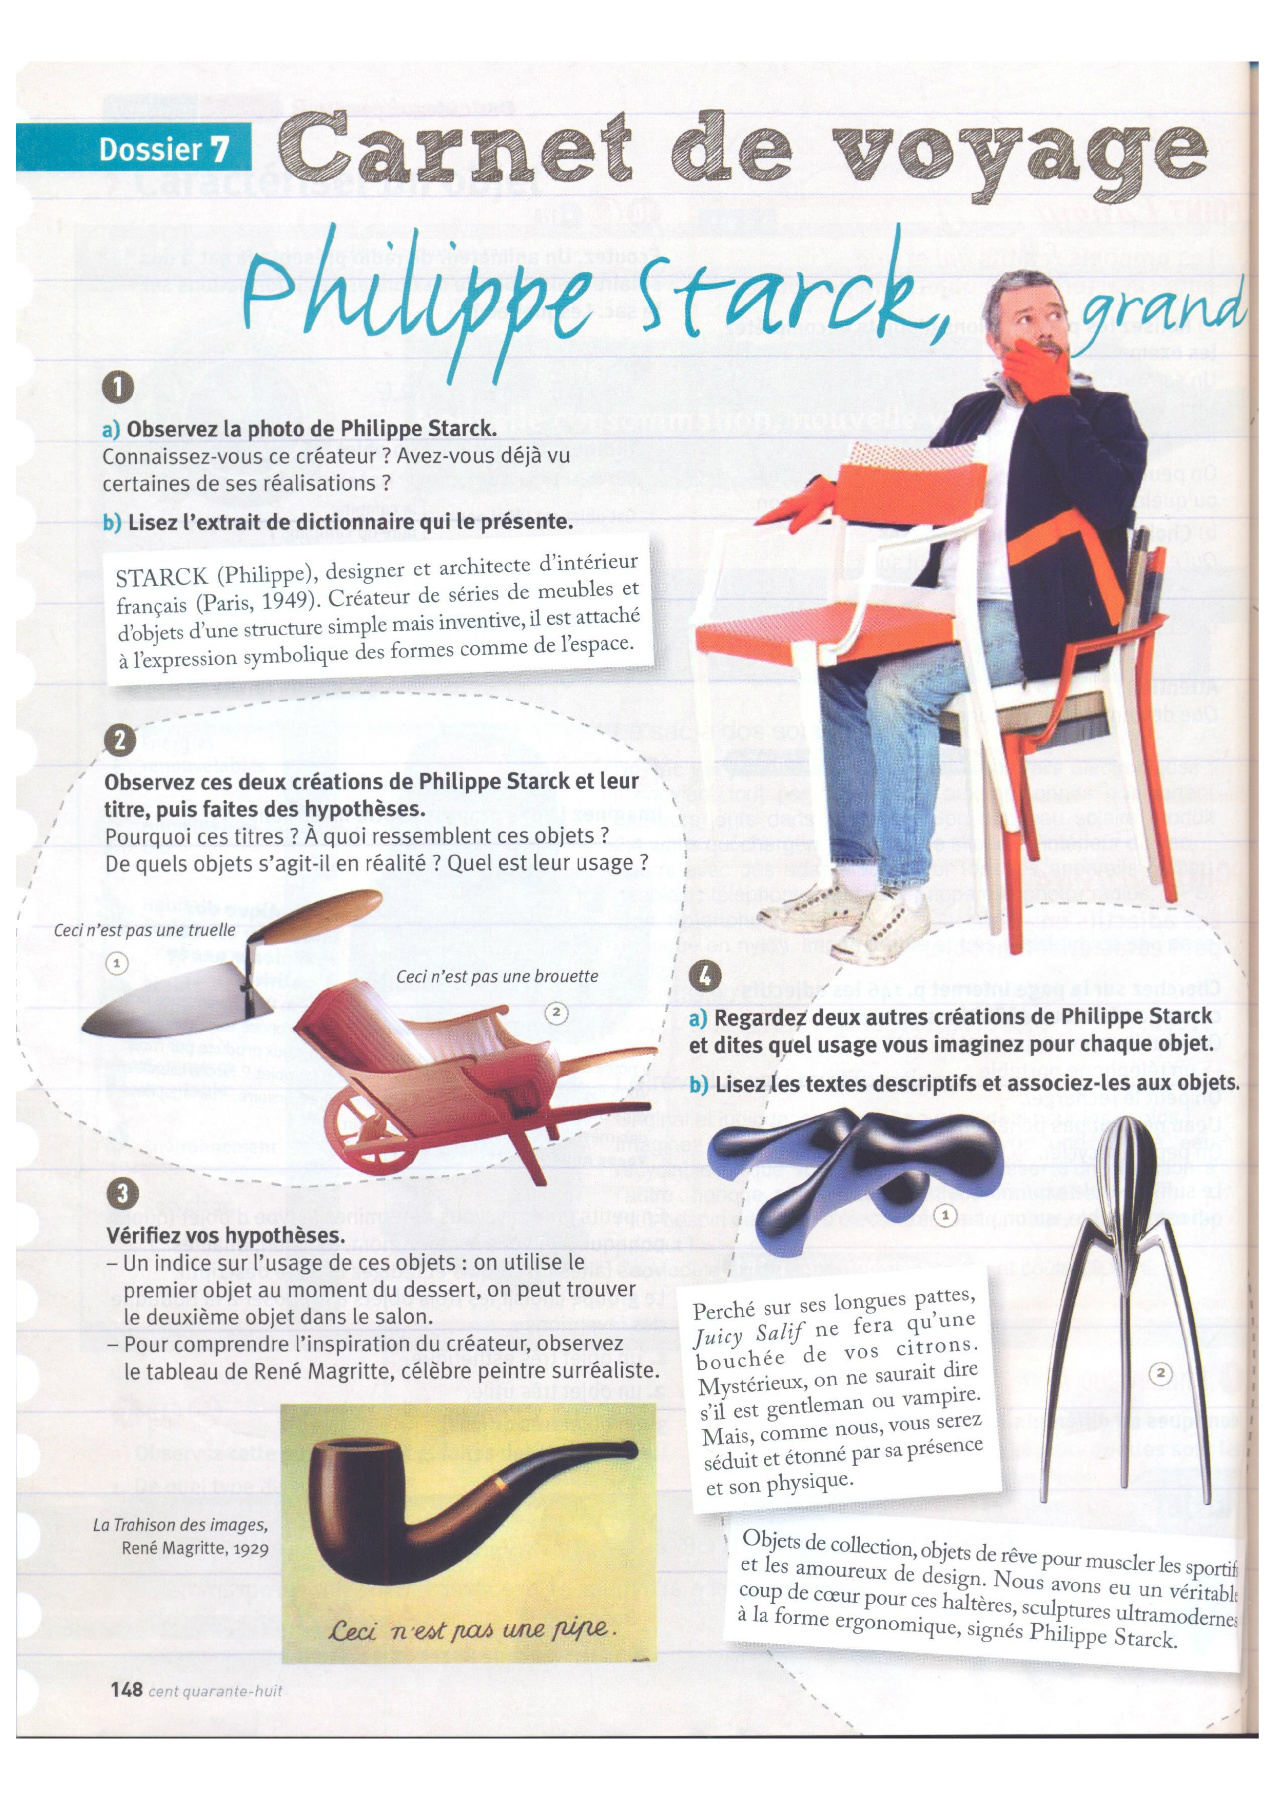 Dossier 7
Carnet de voyage
Philippe Starck, grand
1
a) Observez la photo de Philippe Starck.
Connaissez-vous ce créateur ? Avez-vous déjà vu
certaines de ses réalisations ?
b) Lisez l'extrait de dictionnaire qui le présente.
STARCK (Philippe), designer et architecte d'intérieur
français (Paris, 1949). Créateur de séries de meubles et
d'objets d'une structure simple mais inventive, il est attaché
à l'expression symbolique des formes comme de l'espace.
2
Observez ces deux créations de Philippe Starck et leur
titre, puis faites des hypothèses.
Pourquoi ces titres ? À quoi ressemblent ces objets ?
De quels objets s'agit-il en réalité ? Quel est leur usage ?
Ceci n'est pas une truelle
1
Ceci n'est pas une brouette
2
3
Vérifiez vos hypothèses.
– Un indice sur l'usage de ces objets : on utilise le
premier objet au moment du dessert, on peut trouver
le deuxième objet dans le salon.
– Pour comprendre l'inspiration du créateur, observez
le tableau de René Magritte, célèbre peintre surréaliste.
La Trahison des images,
René Magritte, 1929
Ceci n'est pas une pipe.
4
a) Regardez deux autres créations de Philippe Starck
et dites quel usage vous imaginez pour chaque objet.
b) Lisez les textes descriptifs et associez-les aux objets.
1
2
Perché sur ses longues pattes,
Juicy Salif ne fera qu'une
bouchée de vos citrons.
Mystérieux, on ne saurait dire
s'il est gentleman ou vampire.
Mais, comme nous, vous serez
séduit et étonné par sa présence
et son physique.
Objets de collection, objets de rêve pour muscler les sportif
et les amoureux de design. Nous avons eu un véritable
coup de cœur pour ces haltères, sculptures ultramodernes
à la forme ergonomique, signés Philippe Starck.
148 cent quarante-huit